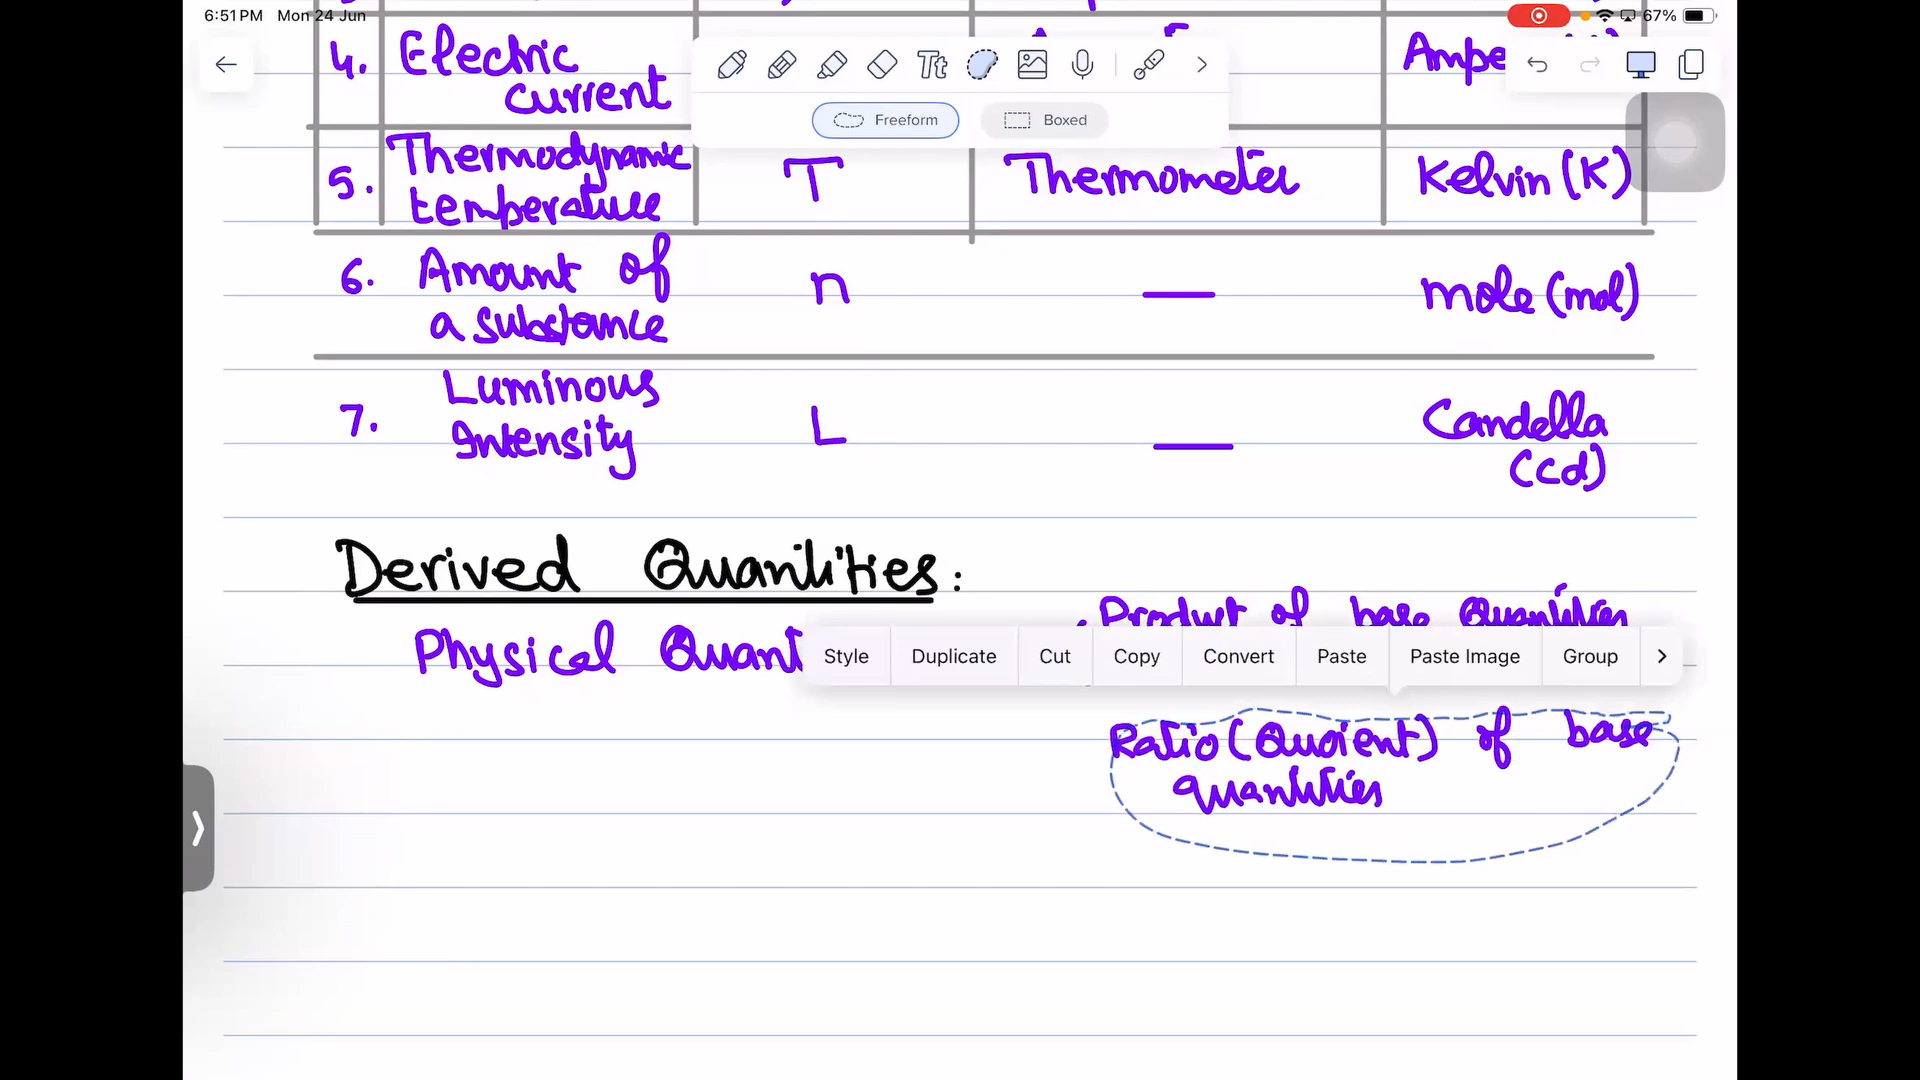 6:51 PM Mon 24 Jun 67%
4. Electric current Ampe
Freeform Boxed
5. Thermodynamic temperature T Thermometer Kelvin (K)
6. Amount of a substance n — mole (mol)
7. Luminous Intensity L — Candella (cd)
Derived Quantities:
Product of base Quantities
Physical Quant
Style Duplicate Cut Copy Convert Paste Paste Image Group
Ratio (Quoient) of base
quantities